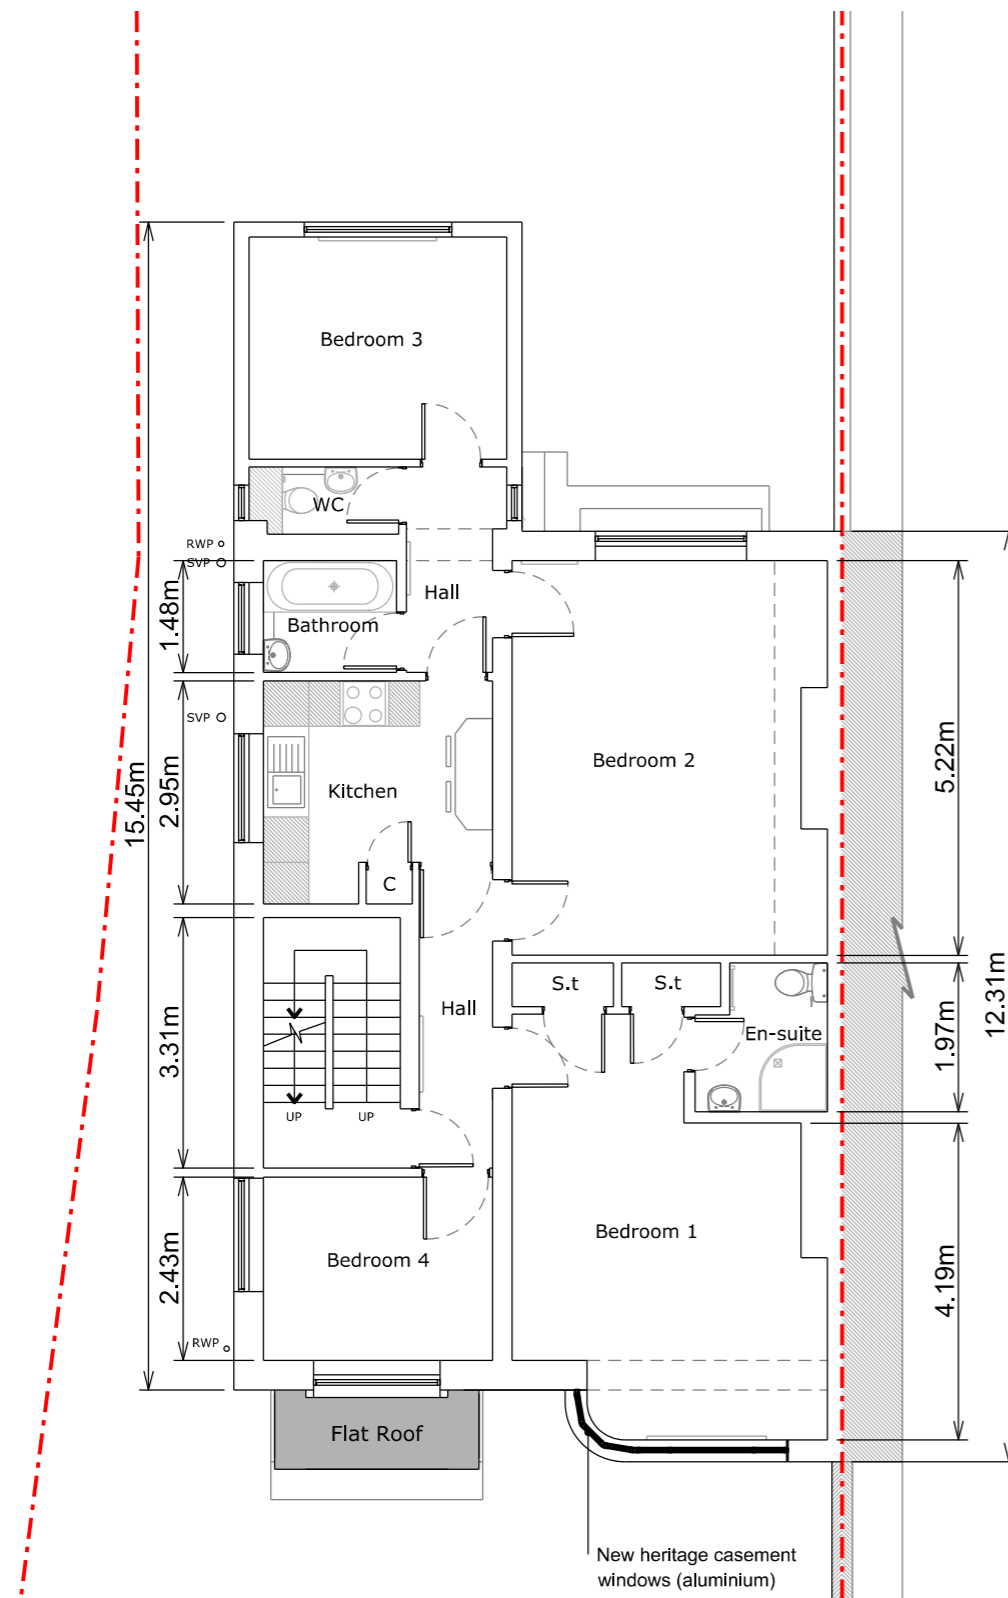 Bedroom 3
WC
RWP
SVP
Hall
1.48m
Bathroom
SVP
15.45m
2.95m
Kitchen
Bedroom 2
5.22m
C
S.t
S.t
Hall
En-suite
1.97m
12.31m
3.31m
UP
UP
Bedroom 1
Bedroom 4
2.43m
4.19m
RWP
Flat Roof
New heritage casement
windows (aluminium)